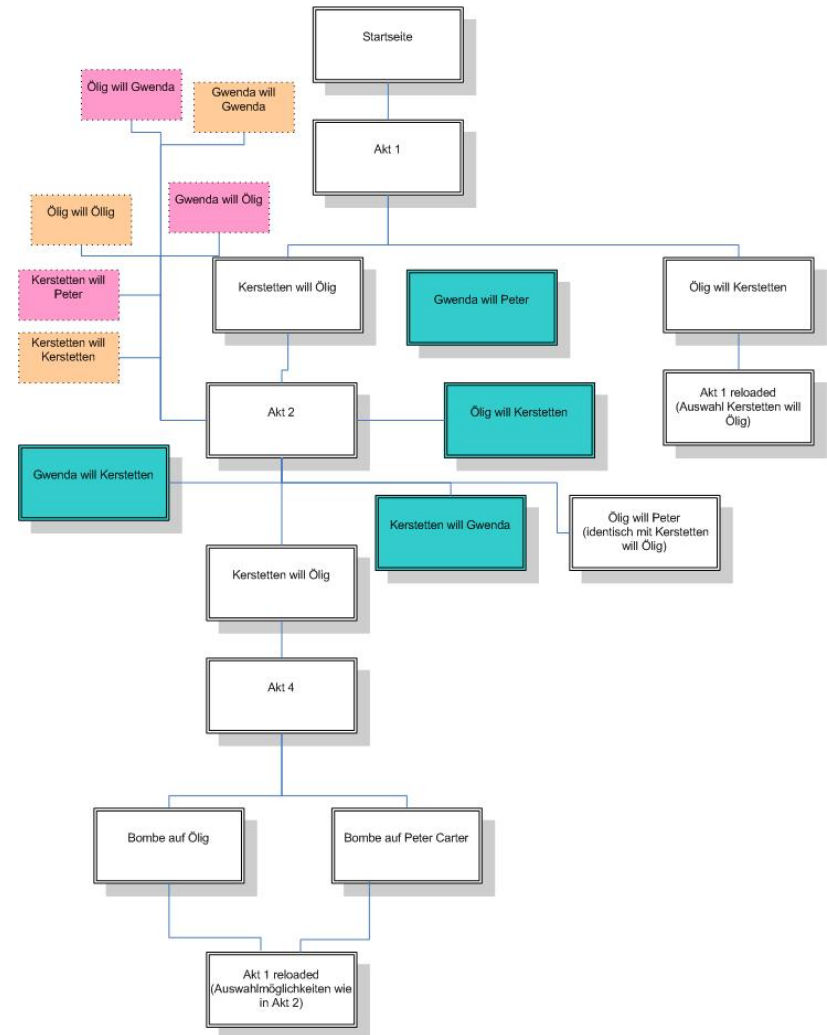 Startseite
Ölig will Gwenda
Gwenda will
Gwenda
Akt 1
Ölig will Öllig
Gwenda will Ölig
Kerstetten will
Peter
Kerstetten will Ölig
Gwenda will Peter
Ölig will Kerstetten
Kerstetten will
Kerstetten
Akt 2
Ölig will Kerstetten
Akt 1 reloaded
(Auswahl Kerstetten will
Ölig)
Gwenda will Kerstetten
Kerstetten will Gwenda
Ölig will Peter
(identisch mit Kerstetten
will Ölig)
Kerstetten will Ölig
Akt 4
Bombe auf Ölig
Bombe auf Peter Carter
Akt 1 reloaded
(Auswahlmöglichkeiten wie
in Akt 2)